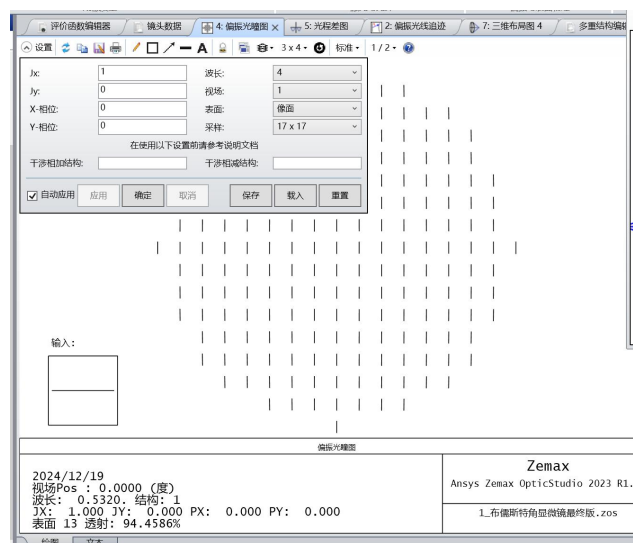 评价函数编辑器 镜头数据 4: 偏振光瞳图 × 5: 光程差图 2: 偏振光线追迹 7: 三维布局图 4 多重结构编辑
设置 A 3 x 4 标准 1 / 2
Jx: 1 波长: 4
Jy: 0 视场: 1
X-相位: 0 表面: 像面
Y-相位: 0 采样: 17 x 17
在使用以下设置前请参考说明文档
干涉相加结构: 干涉相减结构:
自动应用 应用 确定 取消 保存 载入 重置
输入:
偏振光瞳图
2024/12/19
视场Pos : 0.0000 (度)
波长: 0.5320. 结构: 1
JX: 1.000 JY: 0.000 PX: 0.000 PY: 0.000
表面 13 透射: 94.4586%
Zemax
Ansys Zemax OpticStudio 2023 R1.
1_布儒斯特角显微镜最终版.zos
绘图 文本